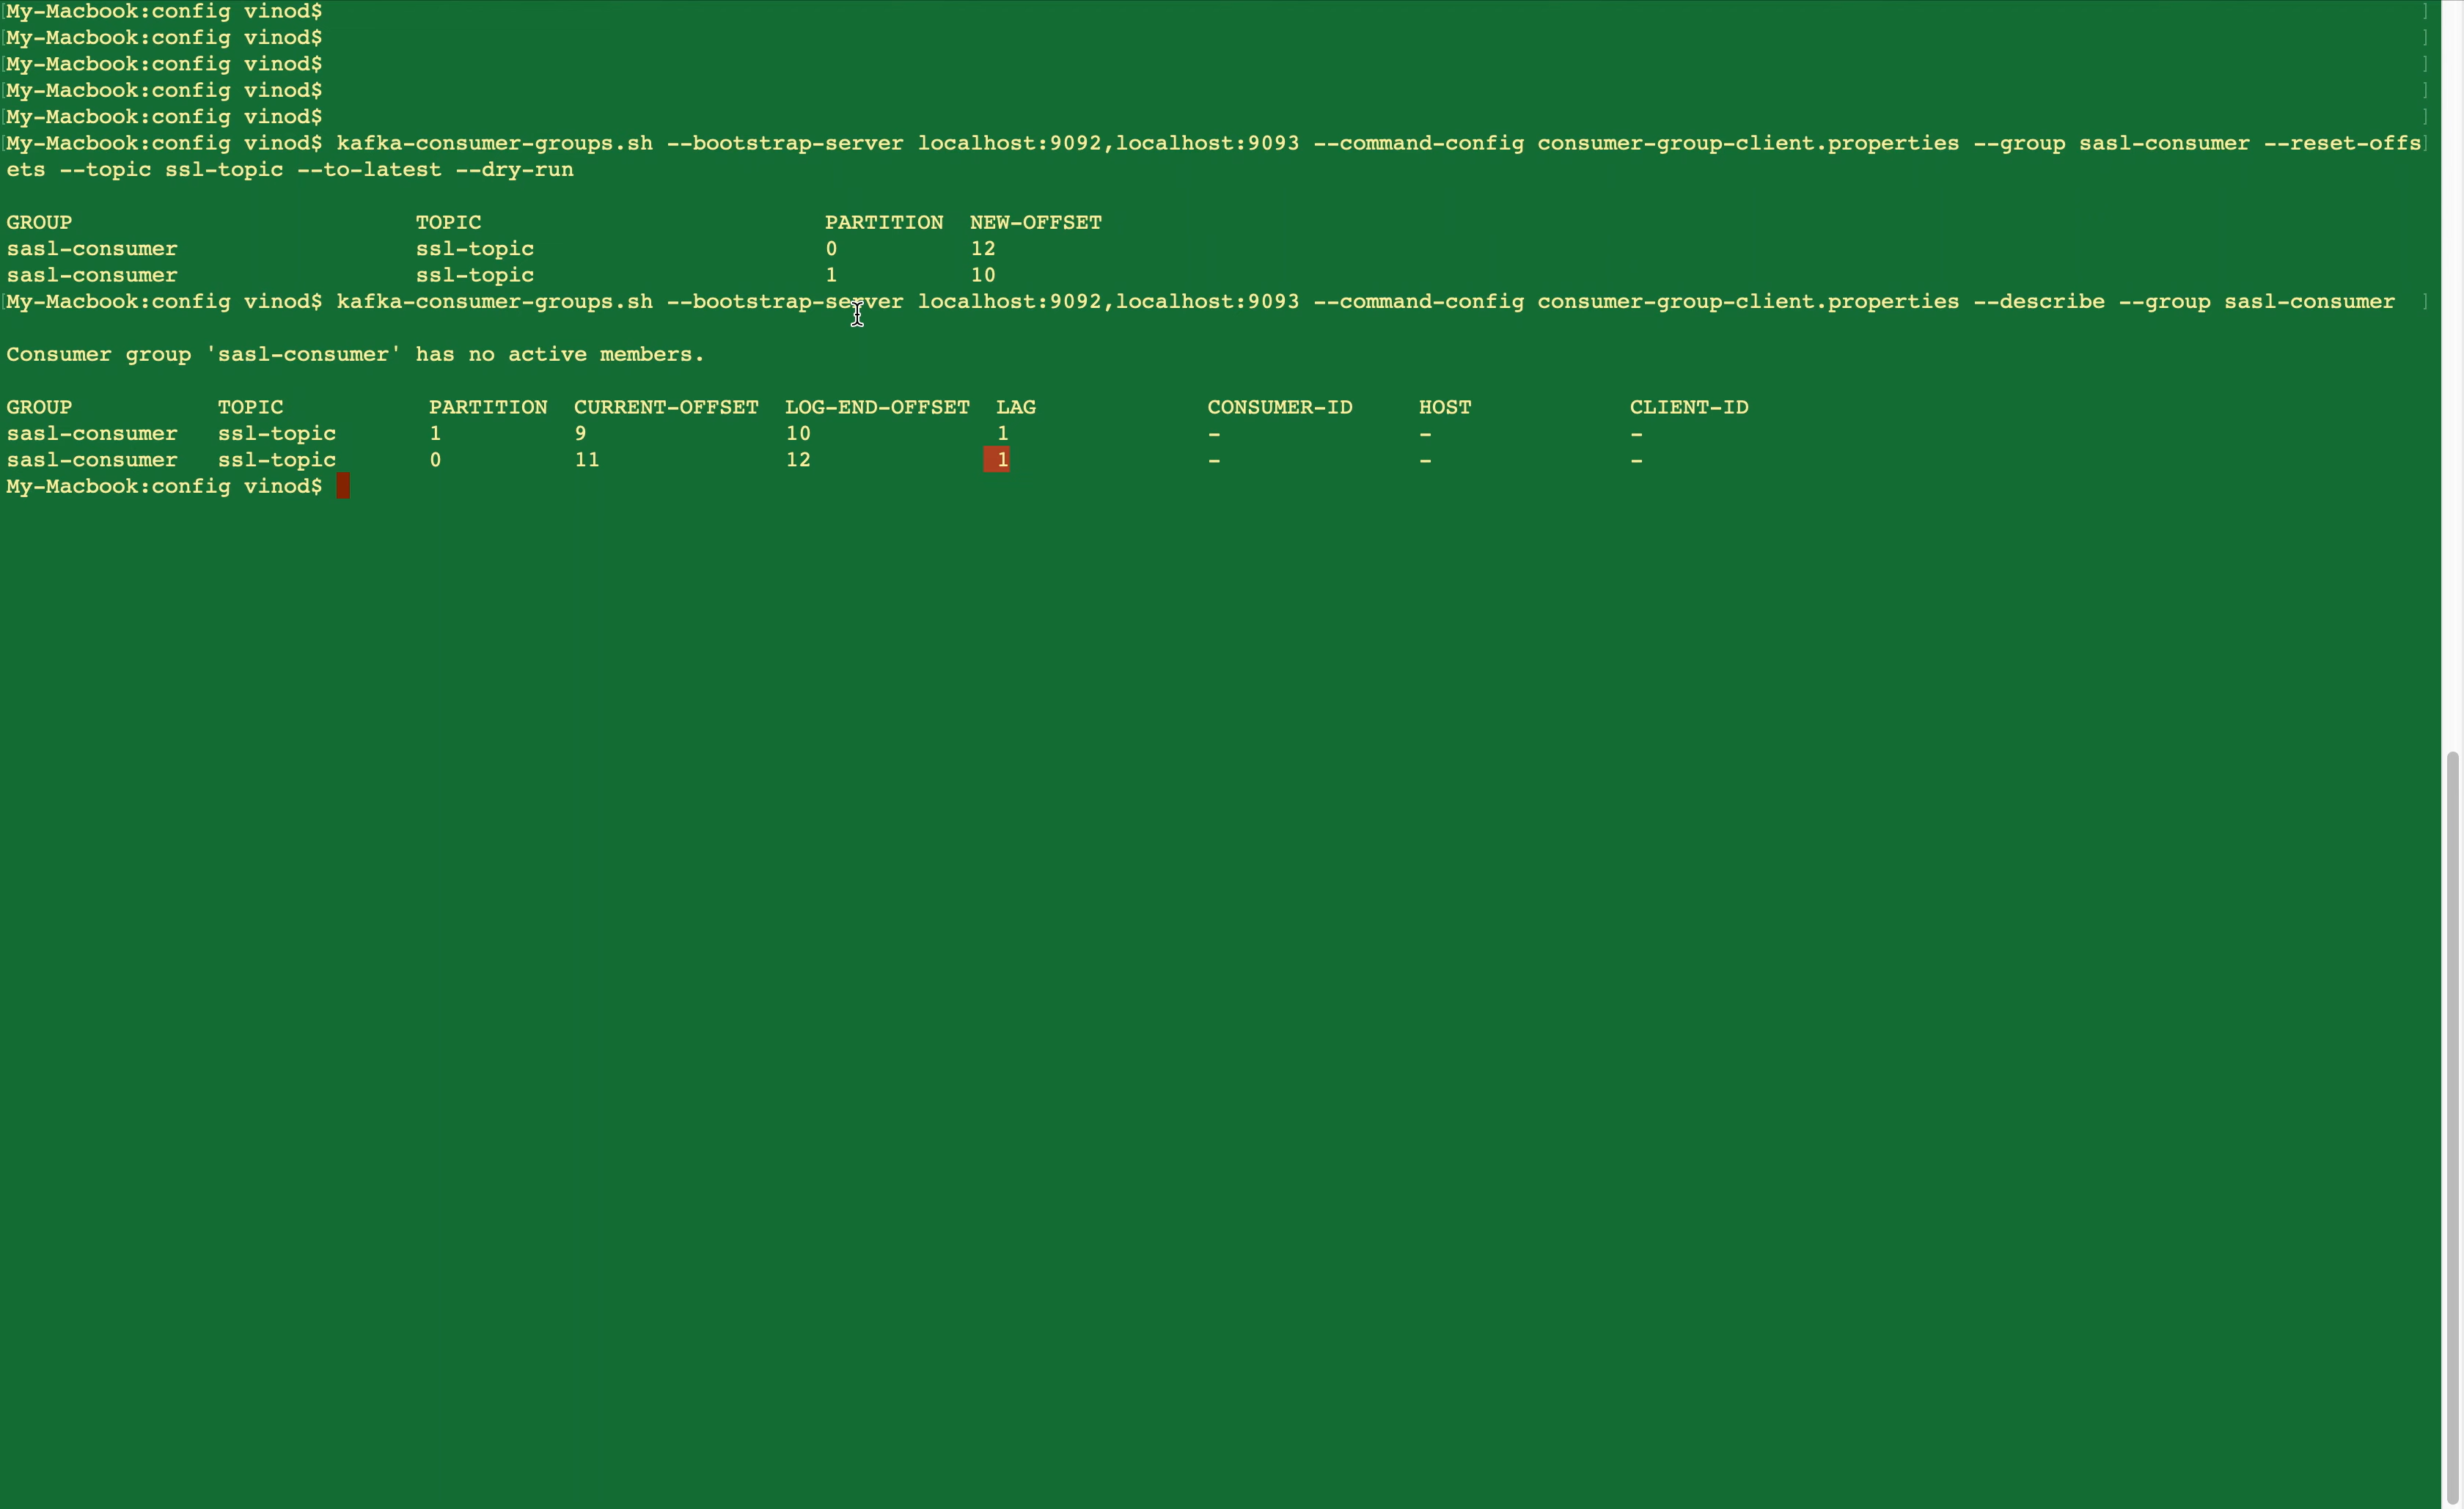 My-Macbook:config vinod$
My-Macbook:config vinod$
My-Macbook:config vinod$
My-Macbook:config vinod$
My-Macbook:config vinod$
My-Macbook:config vinod$ kafka-consumer-groups.sh --bootstrap-server localhost:9092,localhost:9093 --command-config consumer-group-client.properties --group sasl-consumer --reset-offs
ets --topic ssl-topic --to-latest --dry-run
GROUP TOPIC PARTITION NEW-OFFSET
sasl-consumer ssl-topic 0 12
sasl-consumer ssl-topic 1 10
My-Macbook:config vinod$ kafka-consumer-groups.sh --bootstrap-server localhost:9092,localhost:9093 --command-config consumer-group-client.properties --describe --group sasl-consumer
Consumer group 'sasl-consumer' has no active members.
GROUP TOPIC PARTITION CURRENT-OFFSET LOG-END-OFFSET LAG CONSUMER-ID HOST CLIENT-ID
sasl-consumer ssl-topic 1 9 10 1 - - -
sasl-consumer ssl-topic 0 11 12 1 - - -
My-Macbook:config vinod$